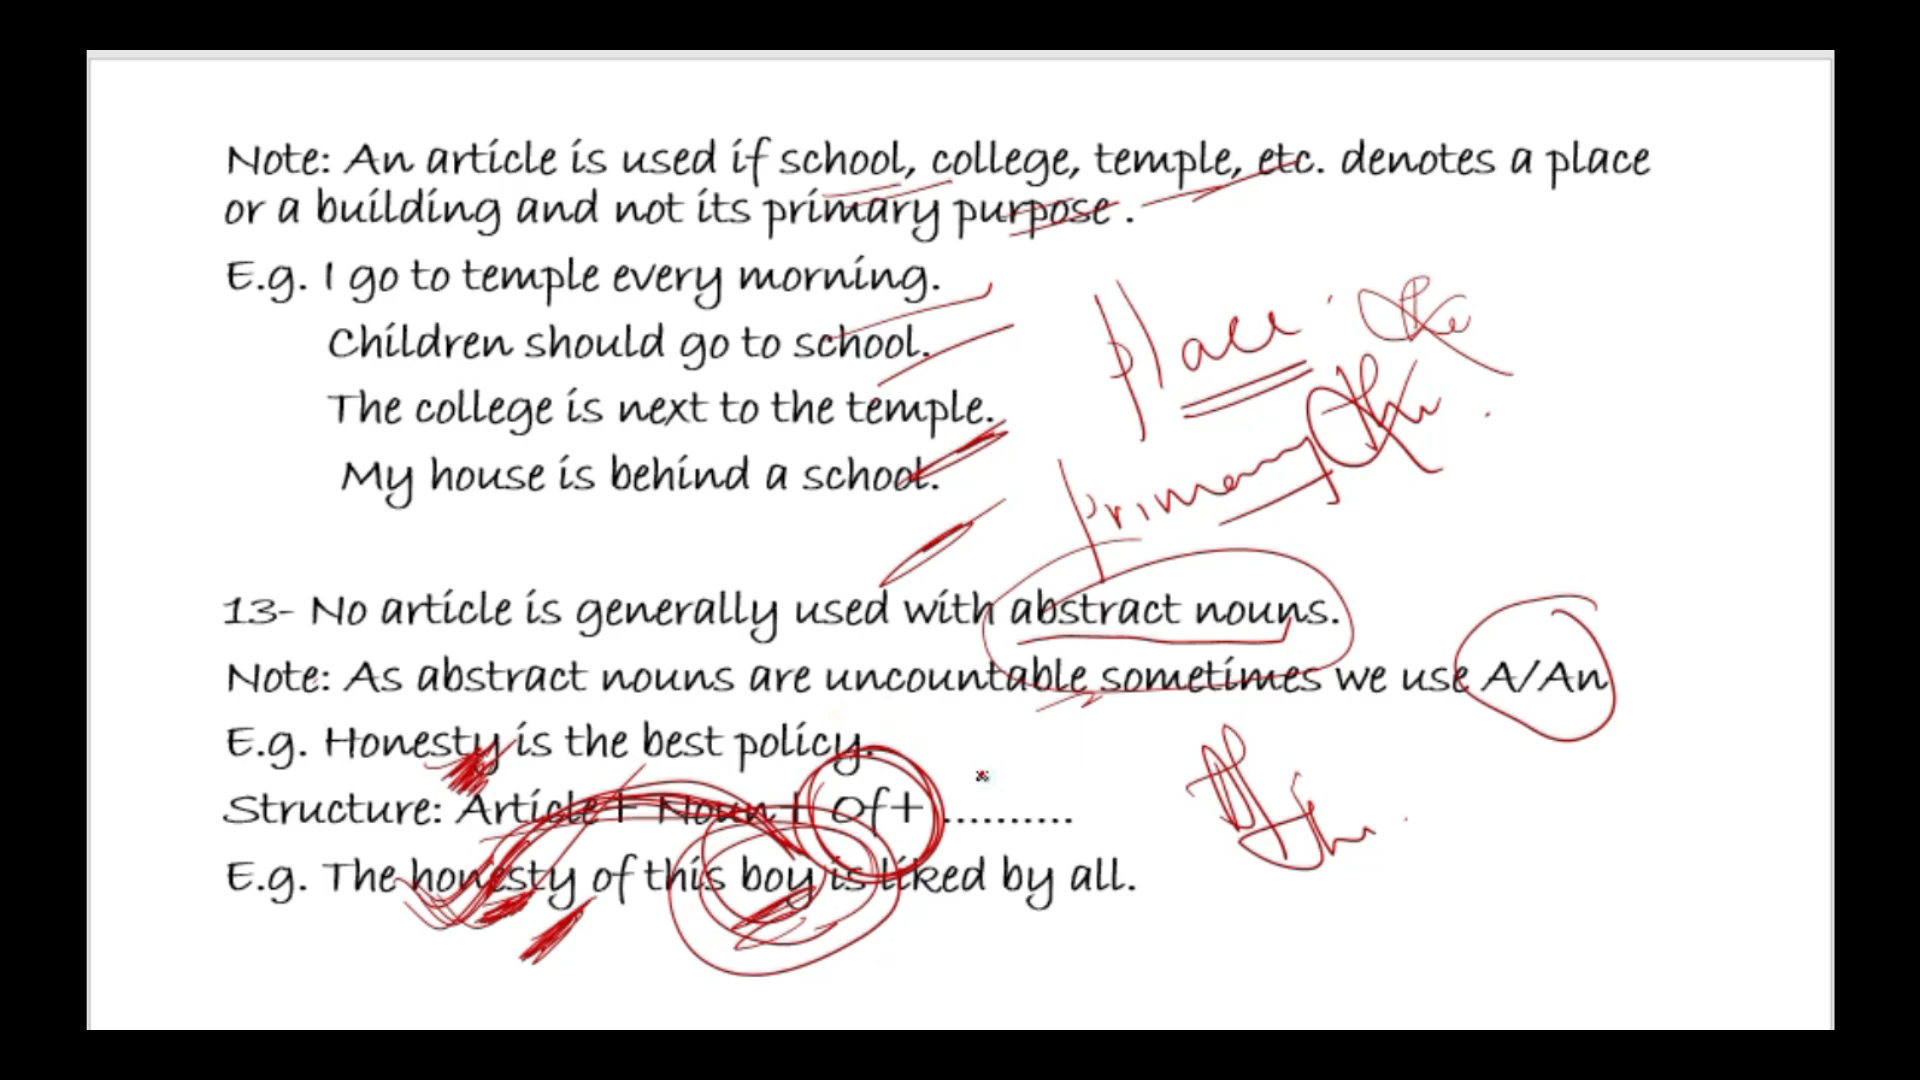 Note: An article is used if school, college, temple, etc. denotes a place
or a building and not its primary purpose .
E.g. I go to temple every morning.
Children should go to school.
The college is next to the temple.
My house is behind a school.
Place
Primary
13- No article is generally used with abstract nouns.
Note: As abstract nouns are uncountable sometimes we use A/An
E.g. Honesty is the best policy.
Structure: Article + Noun + Of+ ..........
E.g. The honesty of this boy is liked by all.